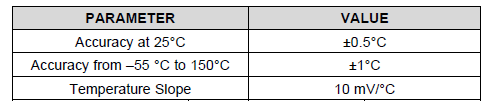 PARAMETER VALUE
Accuracy at 25°C ±0.5°C
Accuracy from –55 °C to 150°C ±1°C
Temperature Slope 10 mV/°C